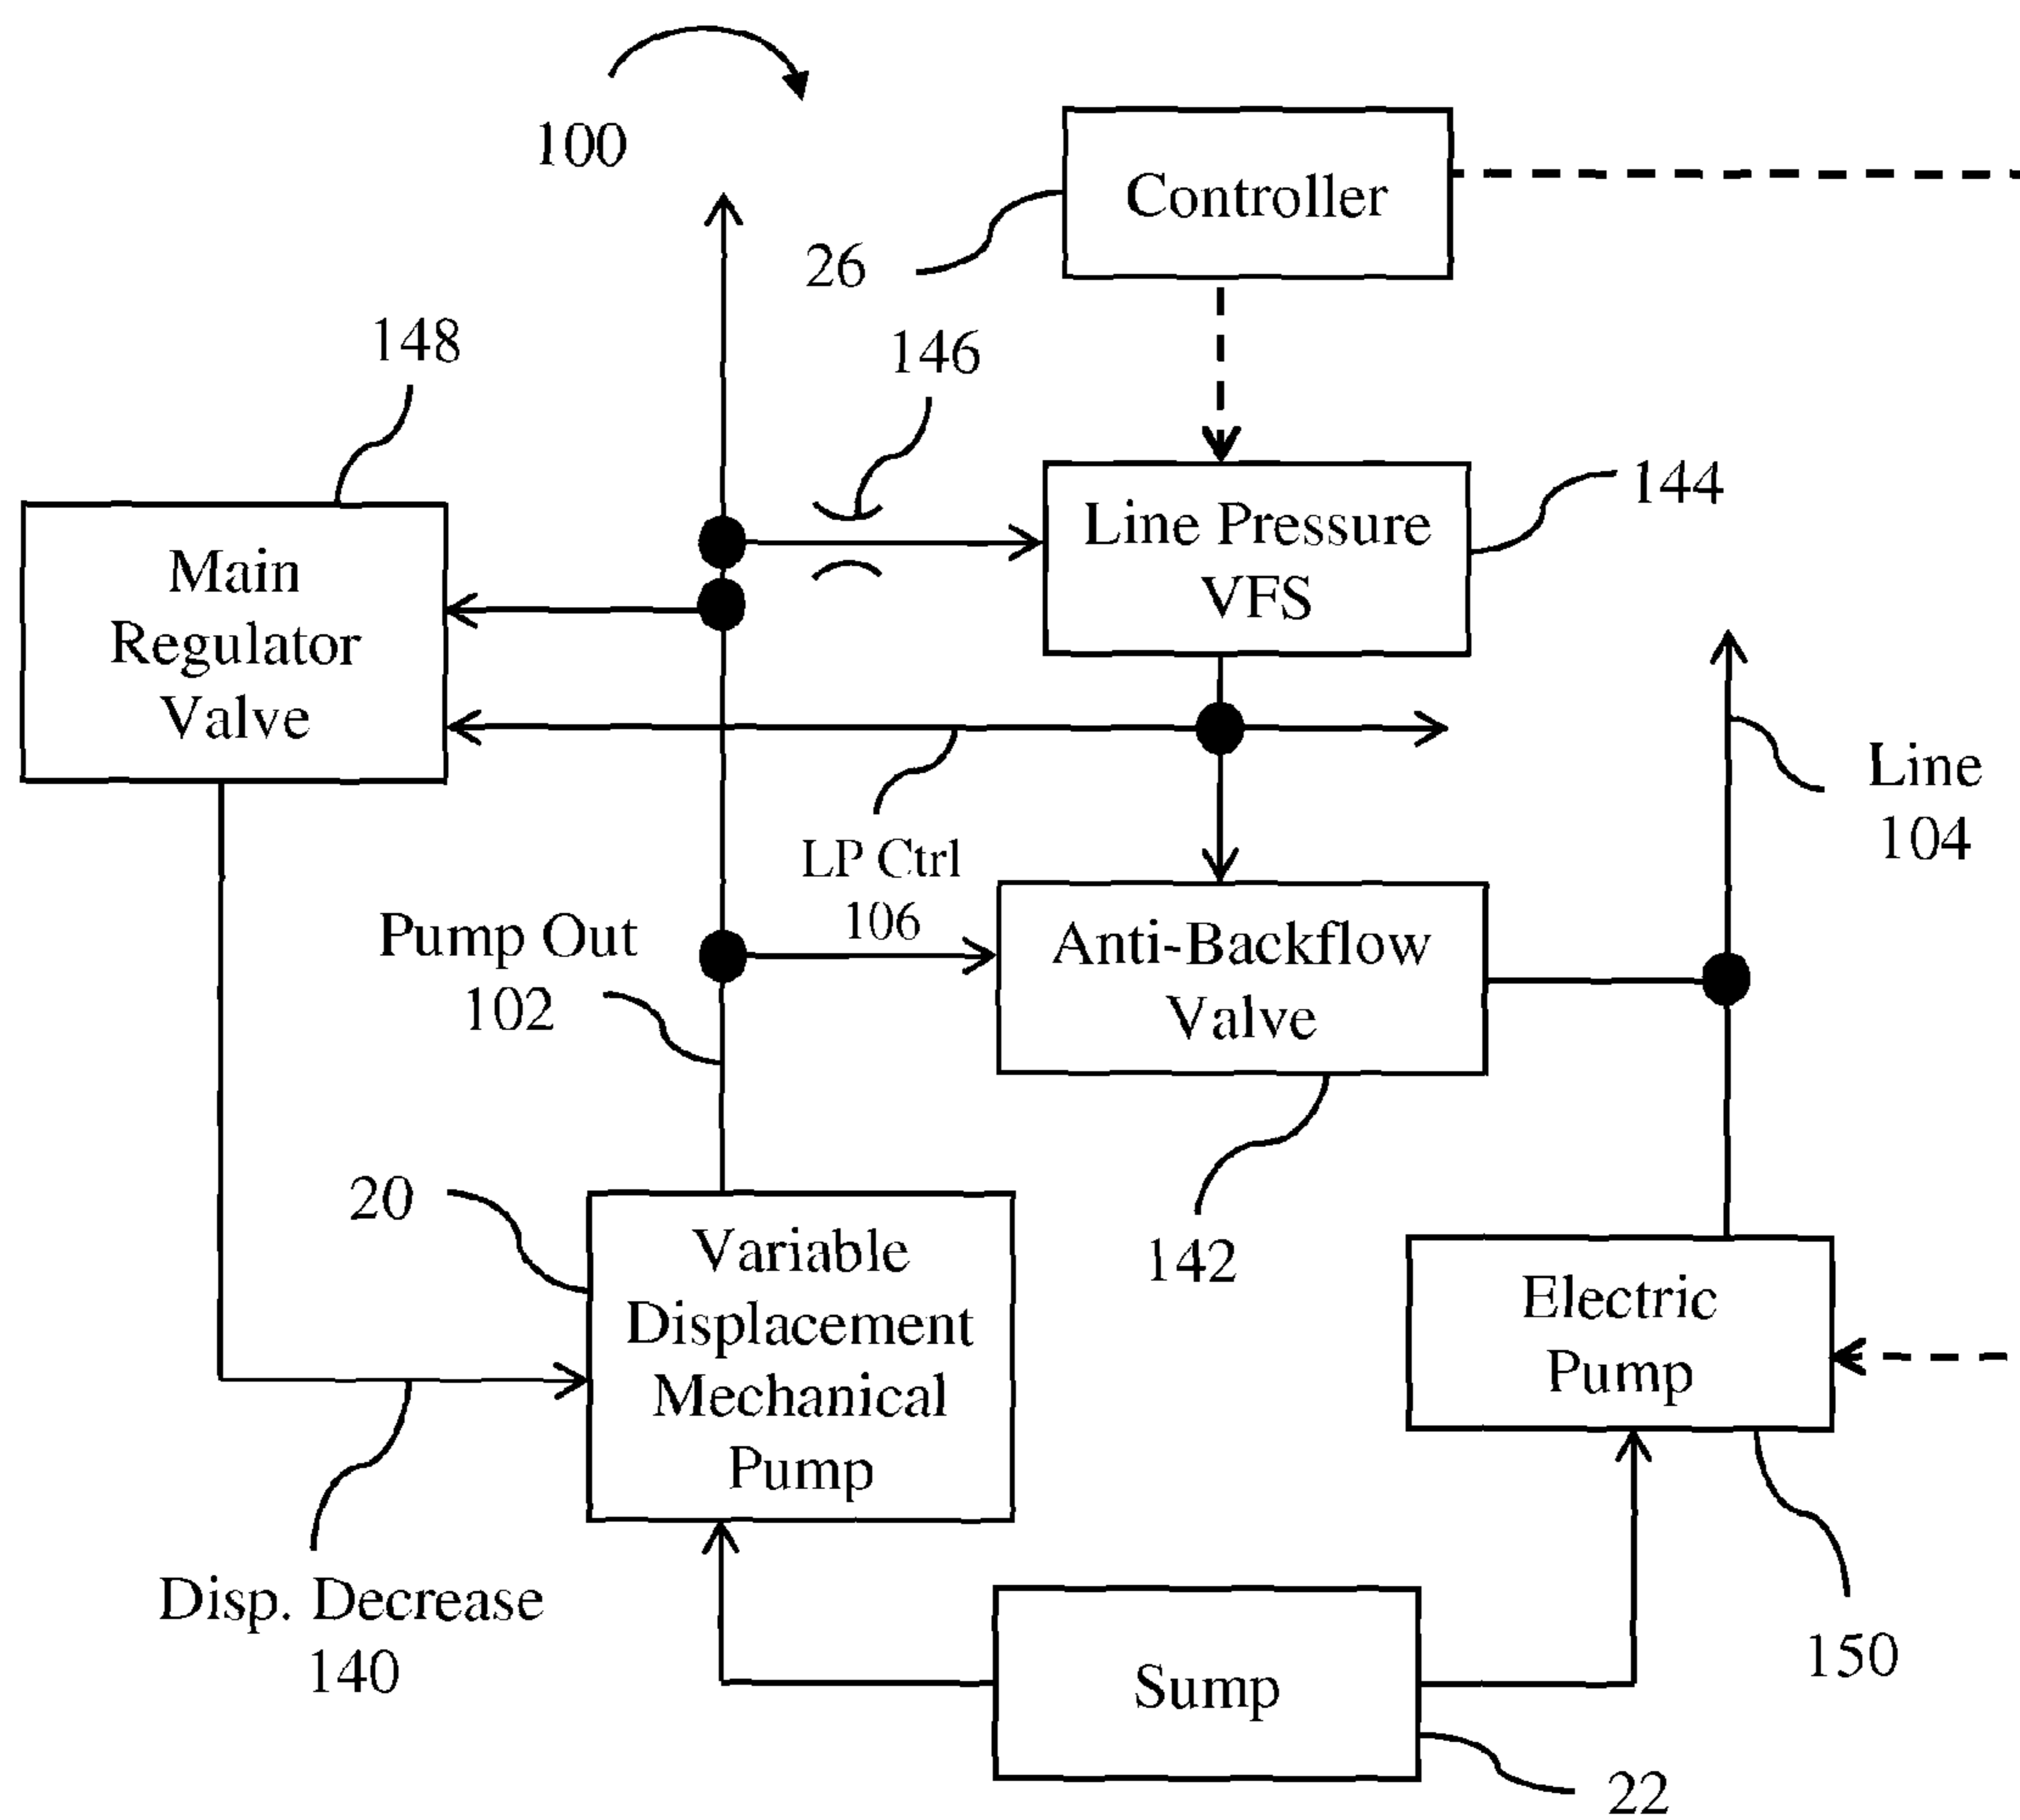 100
Controller
26
148
146
144
Line Pressure
VFS
Main
Regulator
Valve
Line
104
LP Ctrl
106
Pump Out
102
Anti-Backflow
Valve
20
142
Variable
Displacement
Mechanical
Pump
Electric
Pump
Disp. Decrease
140
Sump
150
22